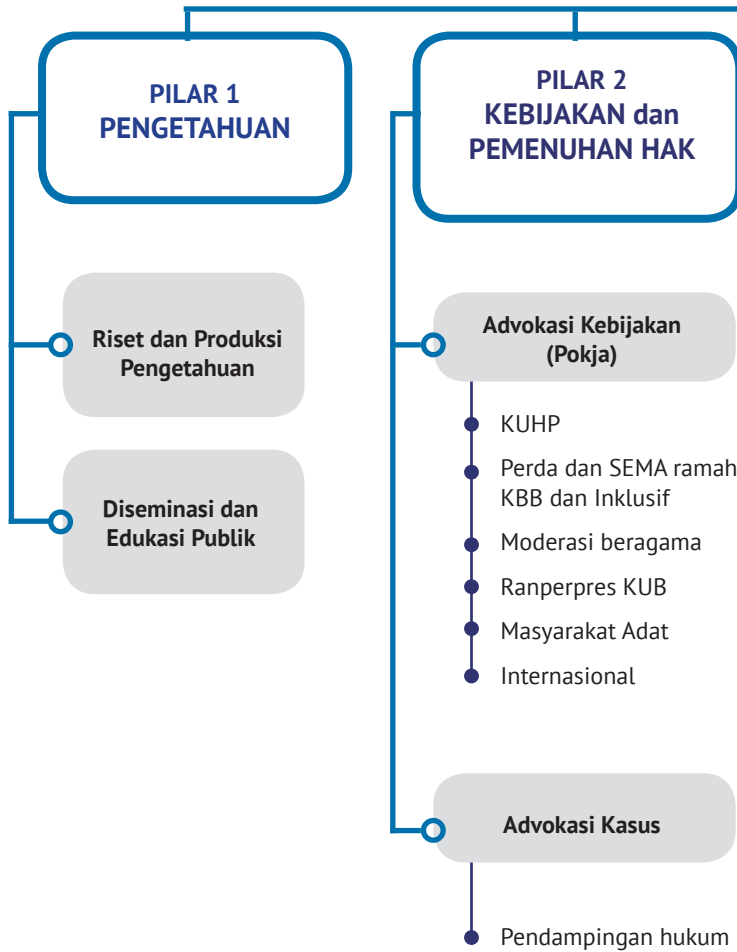 PILAR 1
PENGETAHUAN
Riset dan Produksi
Pengetahuan
Diseminasi dan
Edukasi Publik
PILAR 2
KEBIJAKAN dan
PEMENUHAN HAK
Advokasi Kebijakan
(Pokja)
KUHP
Perda dan SEMA ramah
KBB dan Inklusif
Moderasi beragama
Ranperpres KUB
Masyarakat Adat
Internasional
Advokasi Kasus
Pendampingan hukum